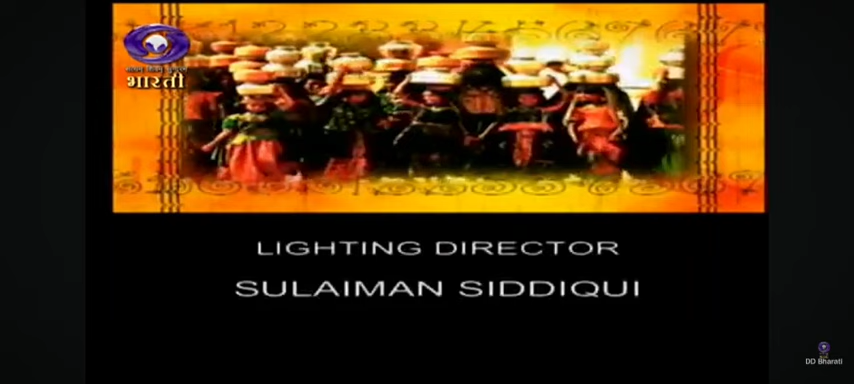 भारती
LIGHTING DIRECTOR
SULAIMAN SIDDIQUI
DD Bharati